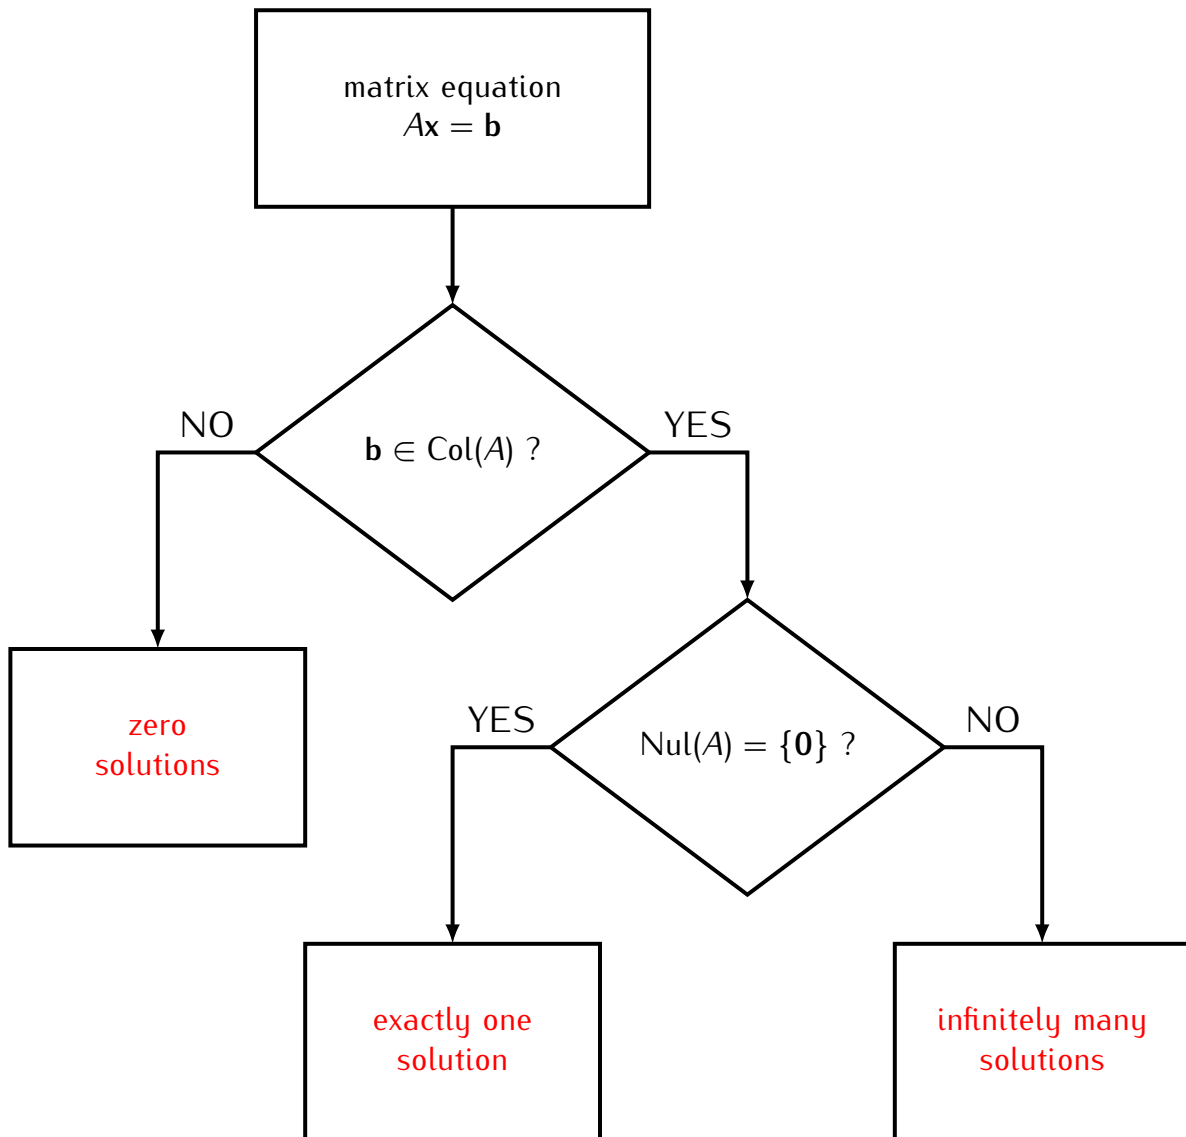 matrix equation
Ax = b
NO
YES
b ∈ Col(A) ?
zero
solutions
YES
NO
Nul(A) = {0} ?
exactly one
solution
infinitely many
solutions